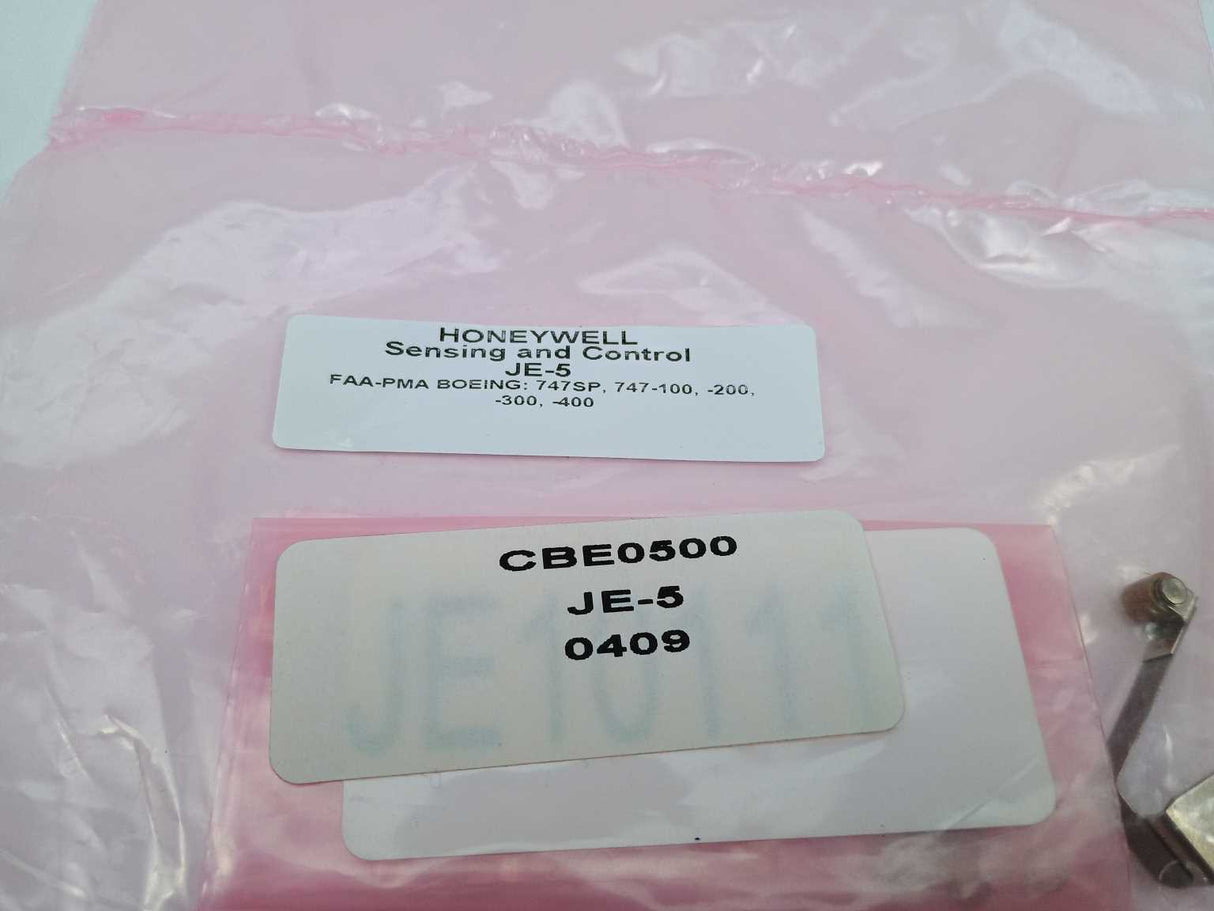 HONEYWELL
Sensing and Control
JE-5
FAA-PMA BOEING: 747SP, 747-100, -200,
-300, -400
CBE0500
JE-5
0409
JE10111